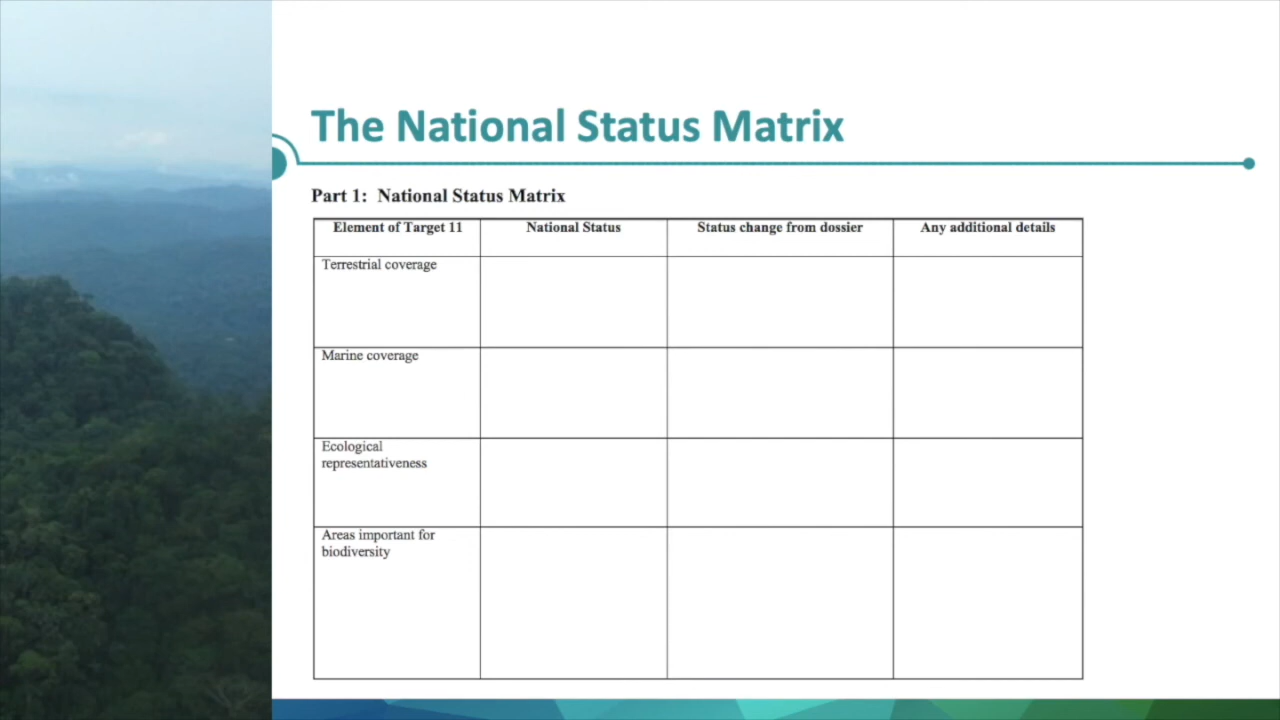 The National Status Matrix
Part 1: National Status Matrix
Element of Target 11
National Status
Status change from dossier
Any additional details
Terrestrial coverage
Marine coverage
Ecological
representativeness
Areas important for
biodiversity